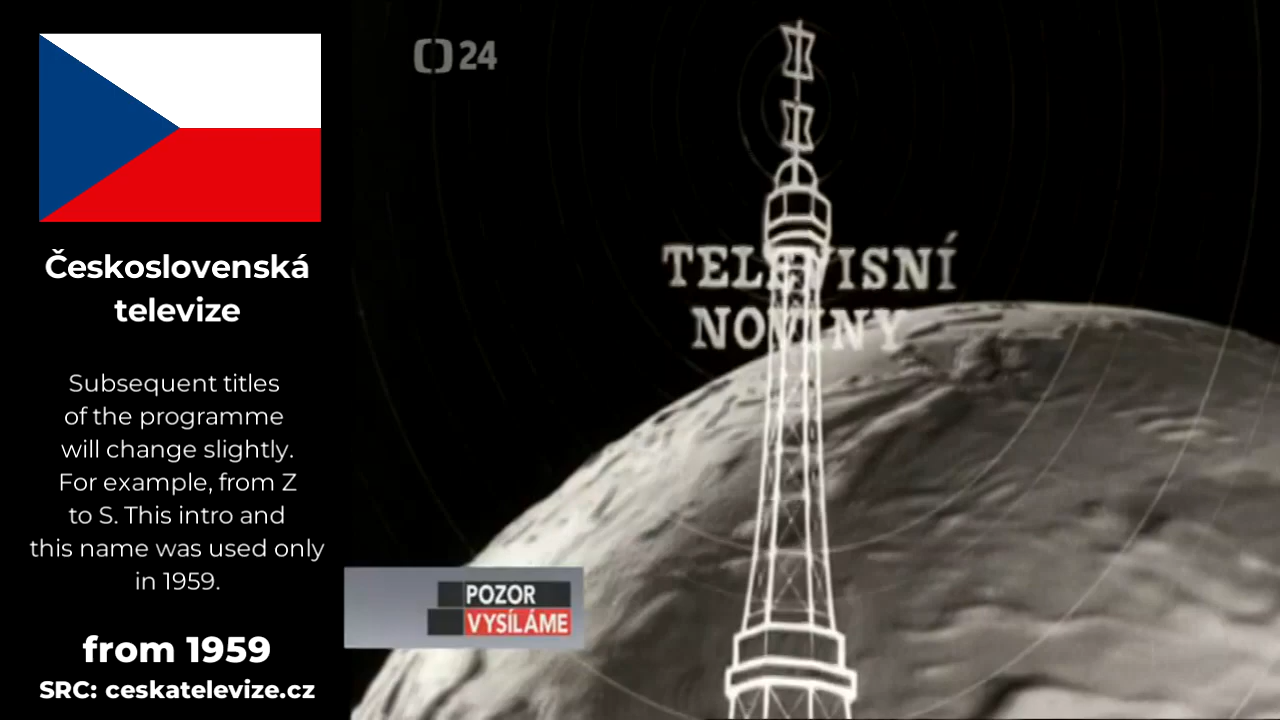 Československá
televize
Subsequent titles
of the programme
will change slightly.
For example, from Z
to S. This intro and
this name was used only
in 1959.
from 1959
SRC: ceskatelevize.cz
24
TELEVISNÍ
NOVINY
POZOR
VYSÍLÁME